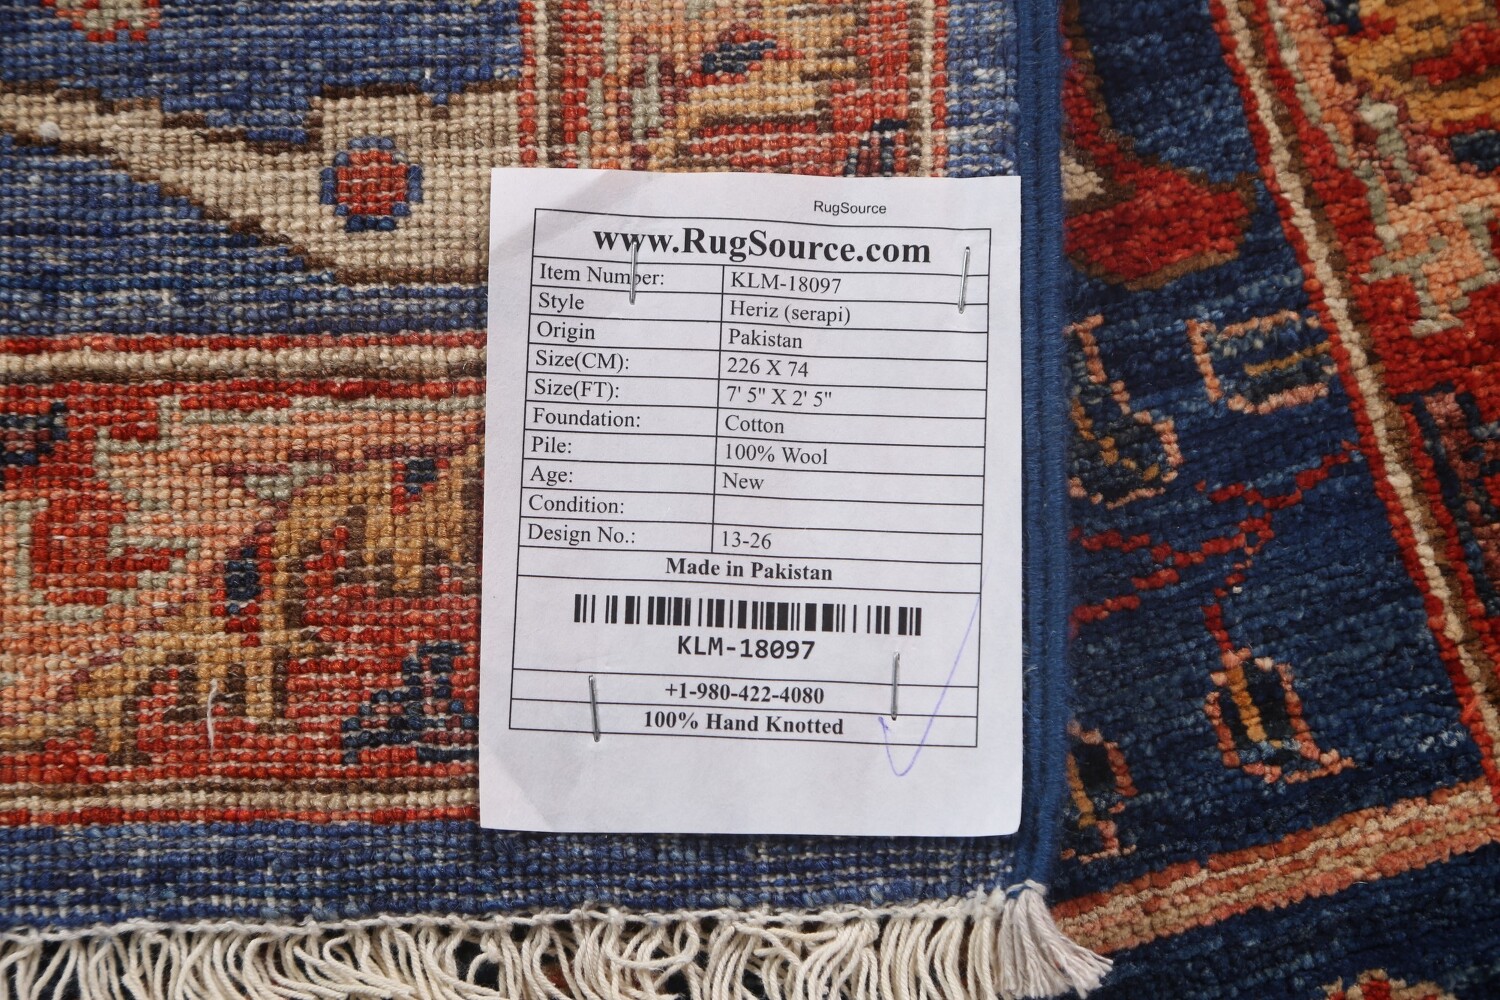 RugSource
www.RugSource.com
Item Number: KLM-18097
Style Heriz (serapi)
Origin Pakistan
Size(CM): 226 X 74
Size(FT): 7' 5" X 2' 5"
Foundation: Cotton
Pile: 100% Wool
Age: New
Condition:
Design No.: 13-26
Made in Pakistan
KLM-18097
+1-980-422-4080
100% Hand Knotted